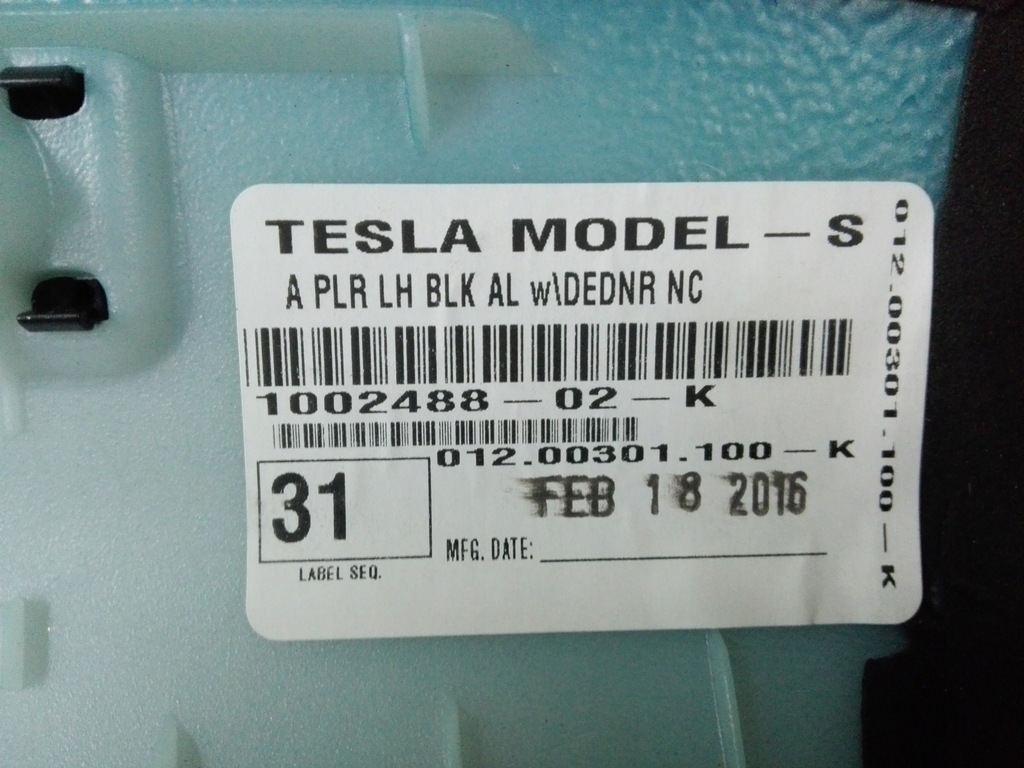 TESLA MODEL – S
A PLR LH BLK AL w\DEDNR NC
1002488 – 02 – K
012.00301.100 – K
31
LABEL SEQ.
FEB 18 2016
MFG. DATE:
012.00301.100 – K